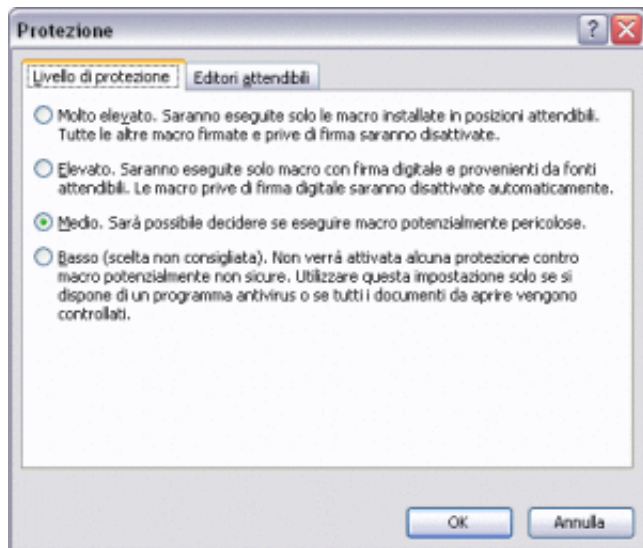 Protezione
Livello di protezione
Editori attendibili
Molto elevato. Saranno eseguite solo le macro installate in posizioni attendibili.
Tutte le altre macro firmate e prive di firma saranno disattivate.
Elevato. Saranno eseguite solo macro con firma digitale e provenienti da fonti
attendibili. Le macro prive di firma digitale saranno disattivate automaticamente.
Medio. Sarà possibile decidere se eseguire macro potenzialmente pericolose.
Basso (scelta non consigliata). Non verrà attivata alcuna protezione contro
macro potenzialmente non sicure. Utilizzare questa impostazione solo se si
dispone di un programma antivirus o se tutti i documenti da aprire vengono
controllati.
OK
Annulla